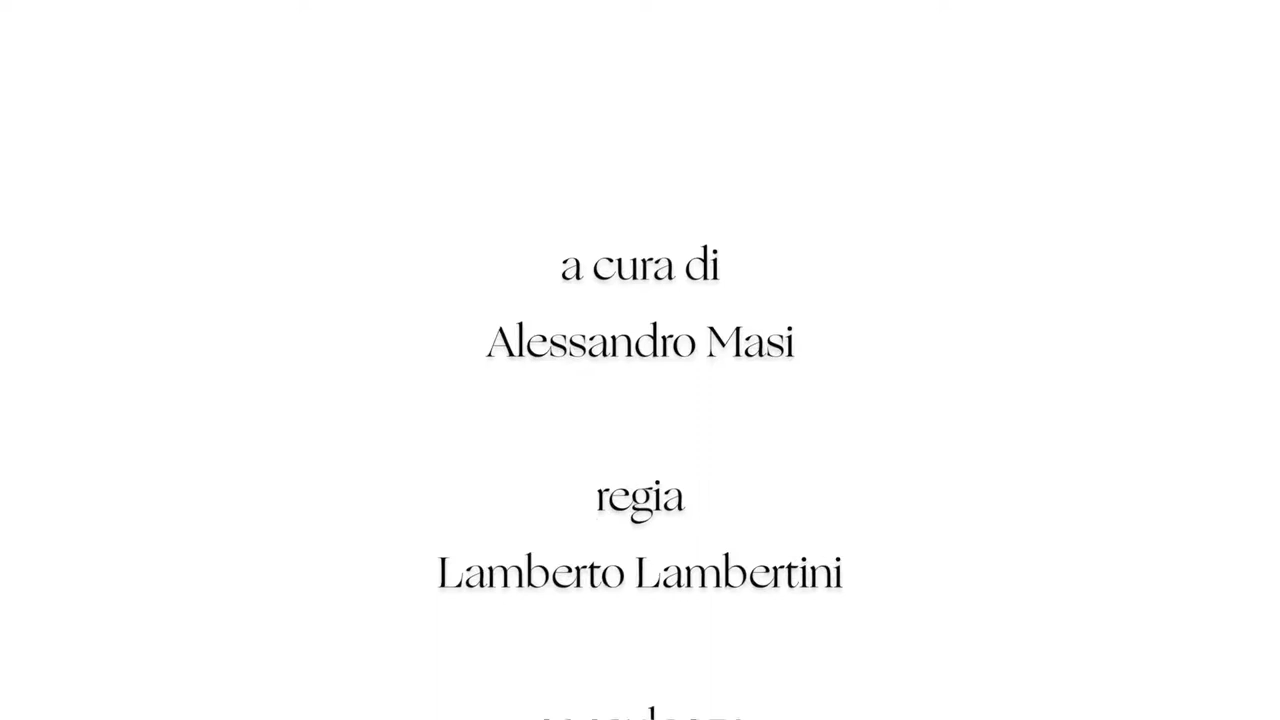 a cura di
Alessandro Masi
regia
Lamberto Lambertini